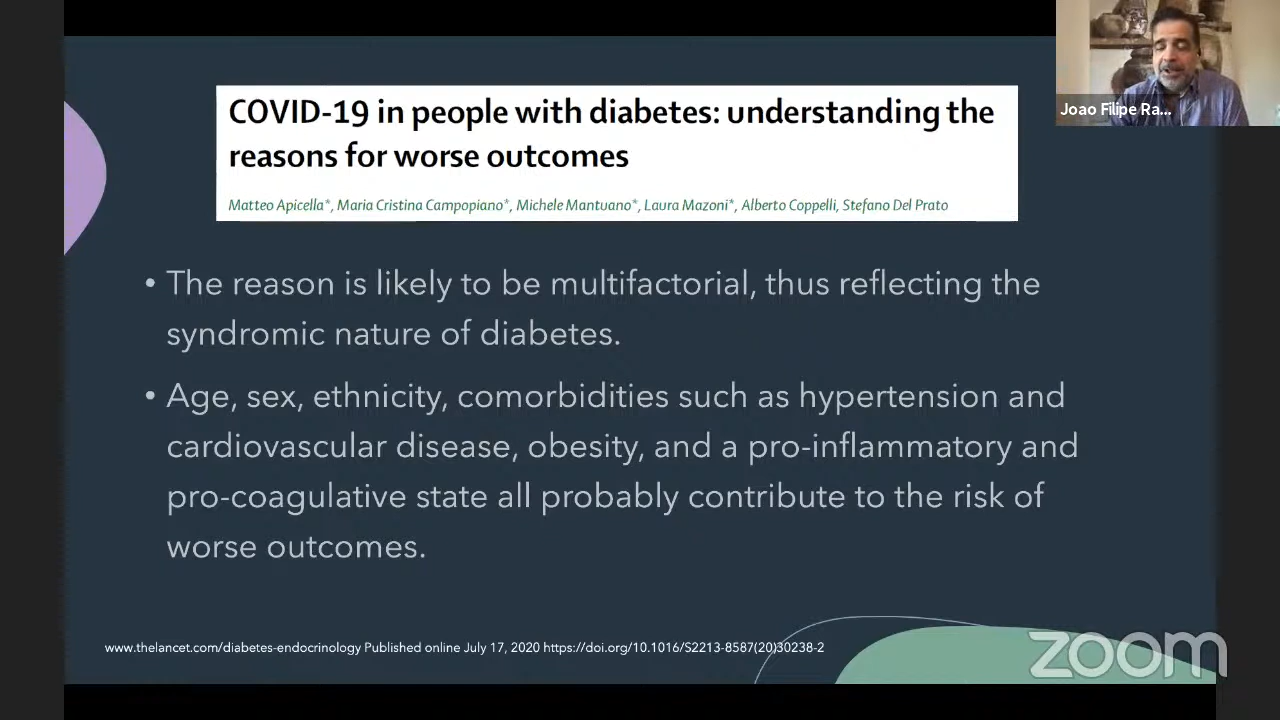 COVID-19 in people with diabetes: understanding the
reasons for worse outcomes
Matteo Apicella*, Maria Cristina Campopiano*, Michele Mantuano*, Laura Mazoni*, Alberto Coppelli, Stefano Del Prato
Joao Filipe Ra...
• The reason is likely to be multifactorial, thus reflecting the
syndromic nature of diabetes.
• Age, sex, ethnicity, comorbidities such as hypertension and
cardiovascular disease, obesity, and a pro-inflammatory and
pro-coagulative state all probably contribute to the risk of
worse outcomes.
www.thelancet.com/diabetes-endocrinology Published online July 17, 2020 https://doi.org/10.1016/S2213-8587(20)30238-2
zoom